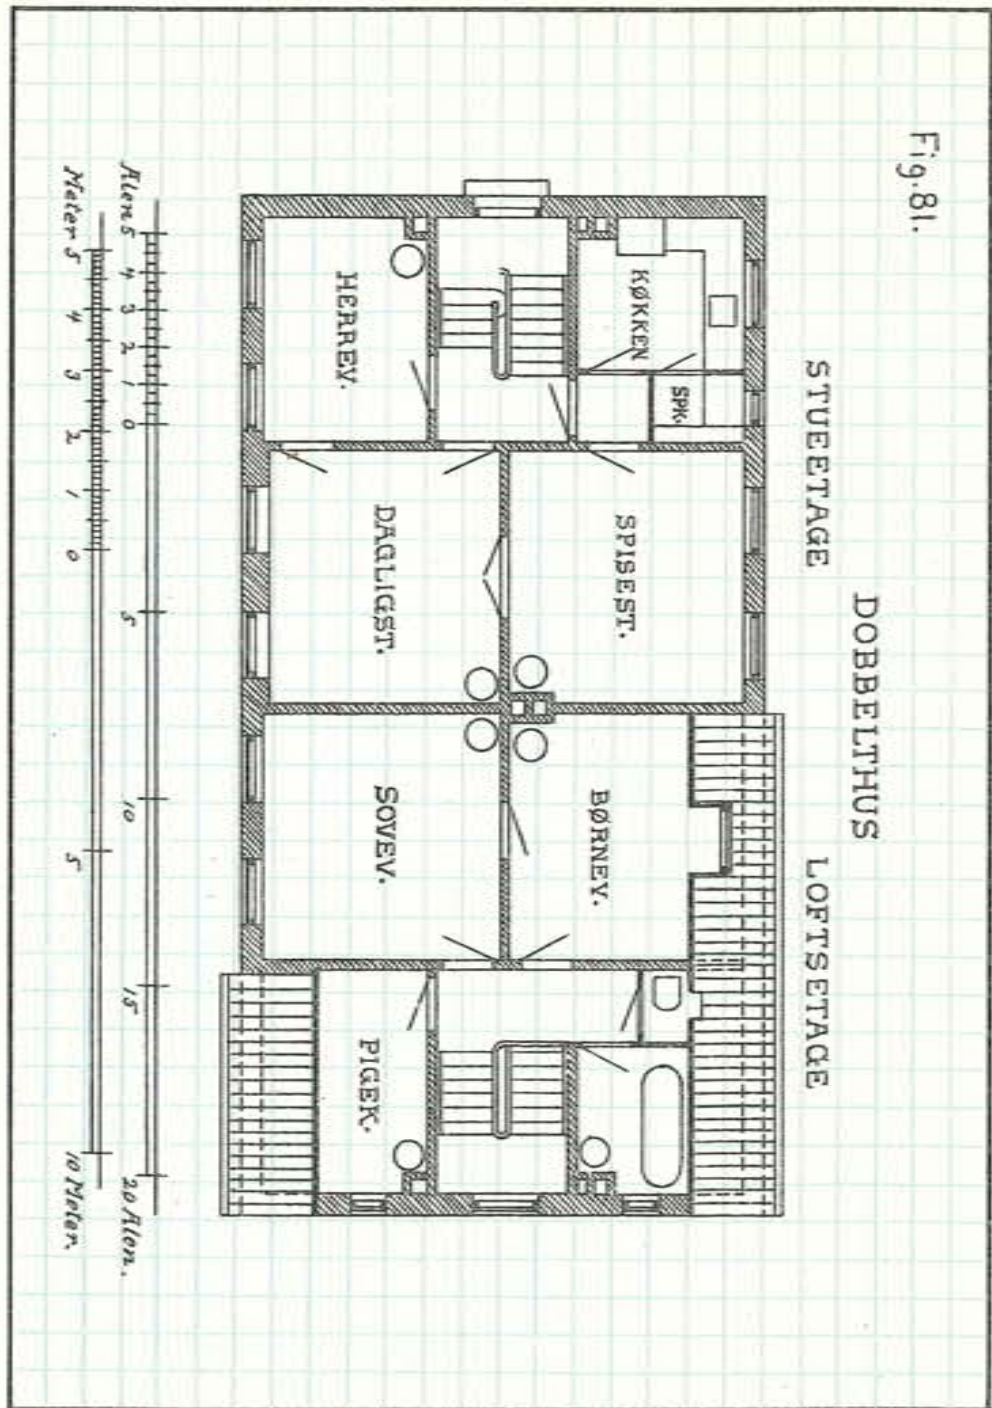 Fig. 81.
DOBBELTHUS
STUEETAGE
LOFTSETAGE
KØKKEN
SPK.
SPISEST.
BØRNEV.
HERREV.
DAGLIGST.
SOVEV.
PIGEK.
Alen 5 4 3 2 1 0 5 10 15 20 Alen.
Meter 5 4 3 2 1 0 5 10 Meter.